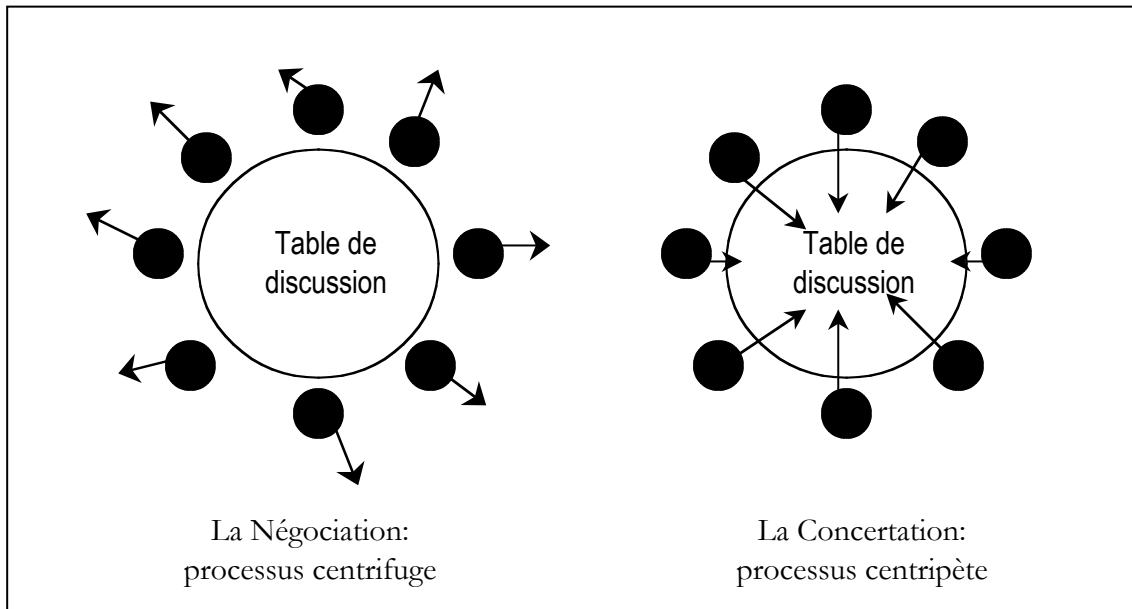 Table de
discussion
La Négociation:
processus centrifuge
Table de
discussion
La Concertation:
processus centripète